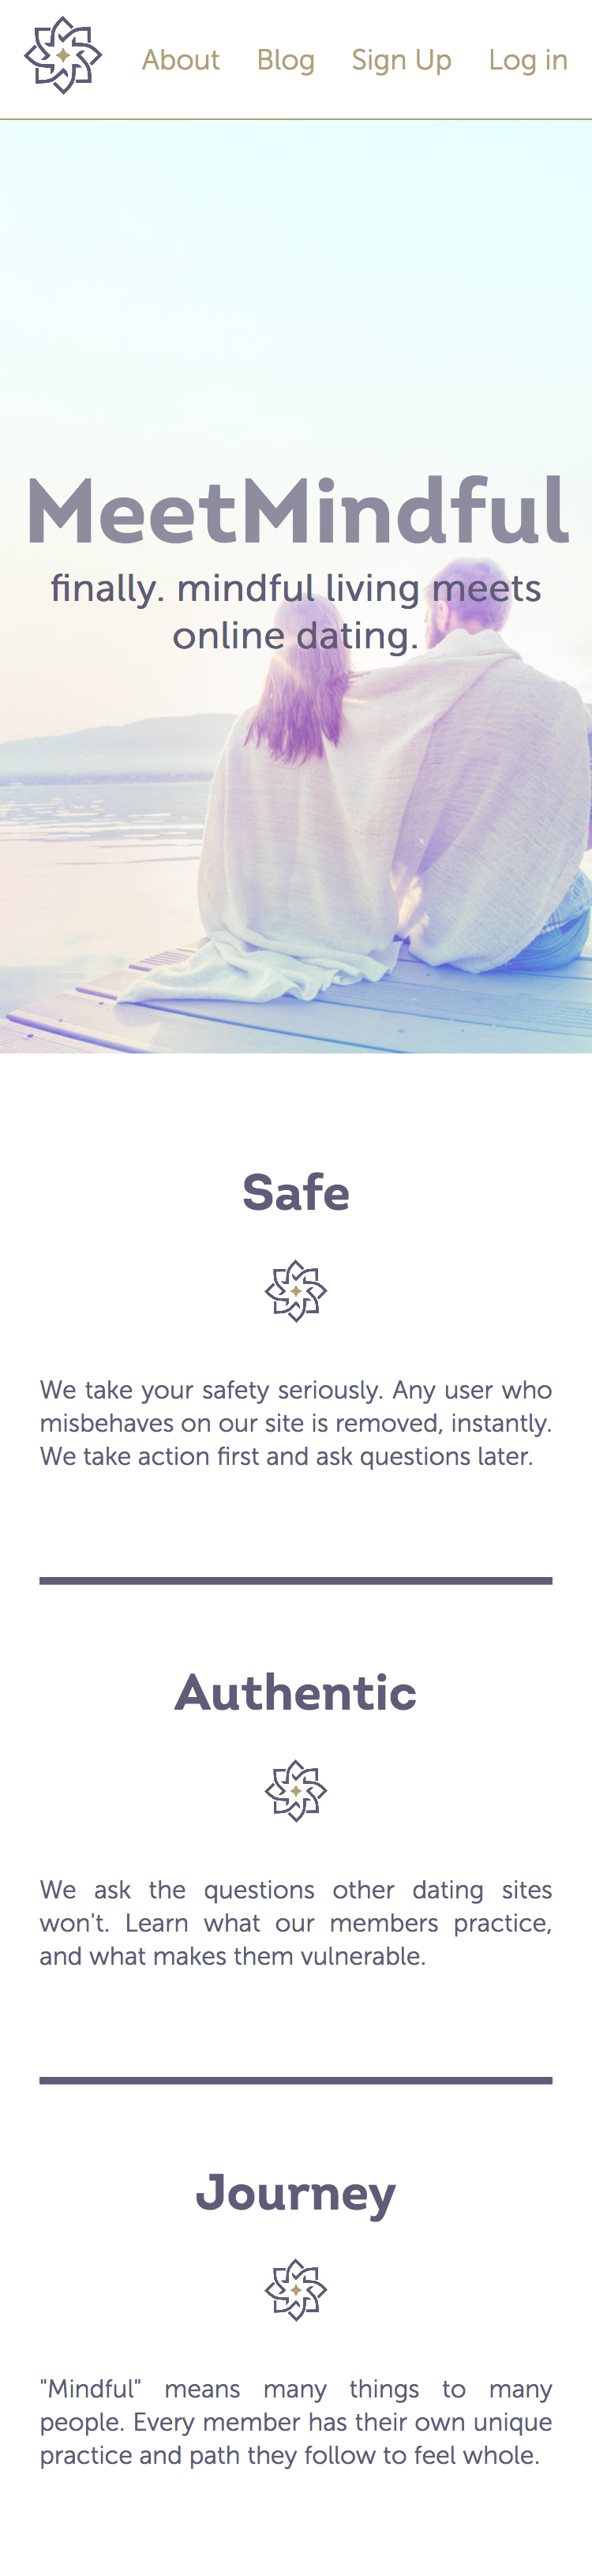 About Blog Sign Up Log in
MeetMindful
finally. mindful living meets
online dating.
Safe
We take your safety seriously. Any user who
misbehaves on our site is removed, instantly.
We take action first and ask questions later.
Authentic
We ask the questions other dating sites
won't. Learn what our members practice,
and what makes them vulnerable.
Journey
"Mindful" means many things to many
people. Every member has their own unique
practice and path they follow to feel whole.